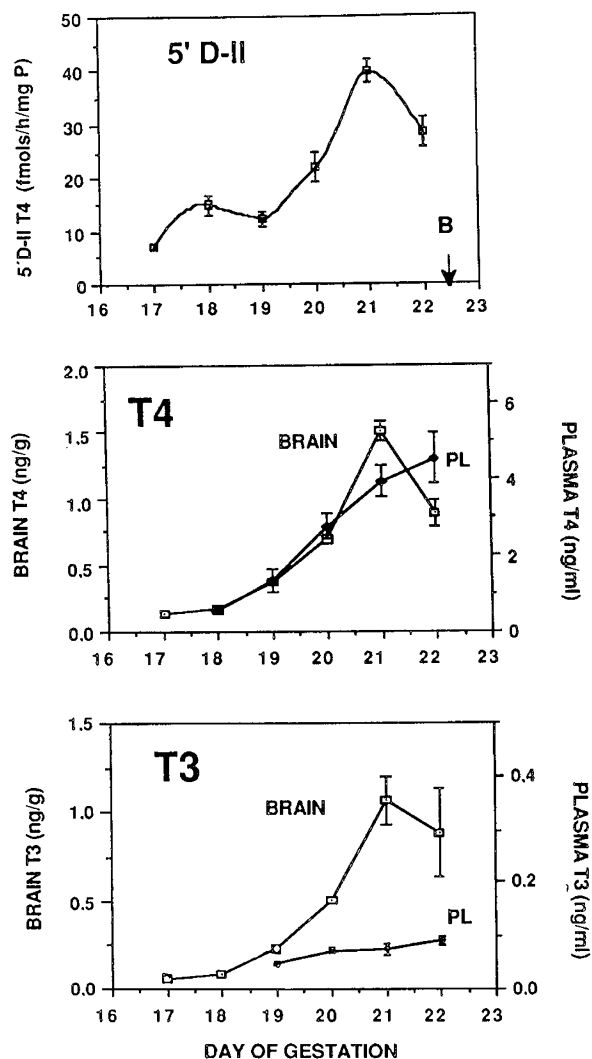 5' D-II
5'D-II T4 (fmols/h/mg P)
50
40
30
20
10
0
B
16 17 18 19 20 21 22 23
T4
BRAIN T4 (ng/g)
2.0
1.5
1.0
0.5
0.0
BRAIN
PL
PLASMA T4 (ng/ml)
6
4
2
0
16 17 18 19 20 21 22 23
T3
BRAIN T3 (ng/g)
1.5
1.0
0.5
0.0
BRAIN
PL
PLASMA T3 (ng/ml)
0.4
0.2
0.0
16 17 18 19 20 21 22 23
DAY OF GESTATION